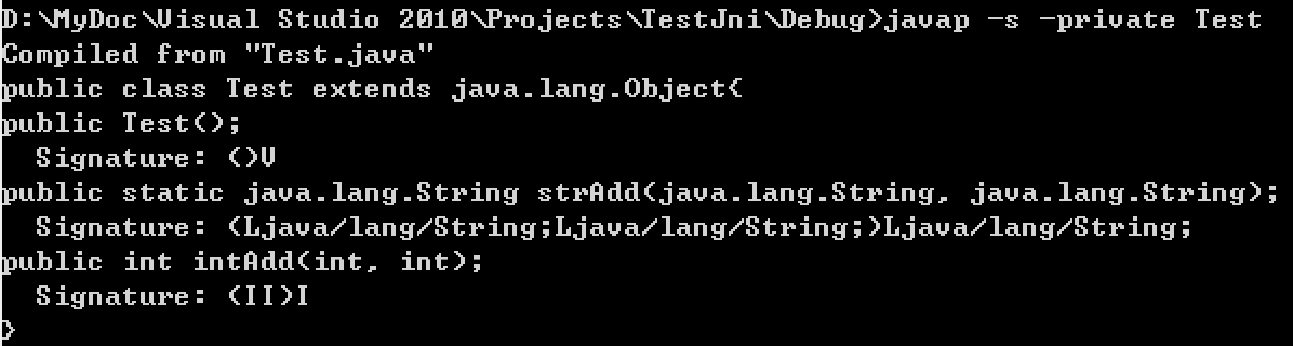 D:\MyDoc\Visual Studio 2010\Projects\TestJni\Debug>javap -s -private Test
Compiled from "Test.java"
public class Test extends java.lang.Object{
public Test();
  Signature: ()V
public static java.lang.String strAdd(java.lang.String, java.lang.String);
  Signature: (Ljava/lang/String;Ljava/lang/String;)Ljava/lang/String;
public int intAdd(int, int);
  Signature: (II)I
}